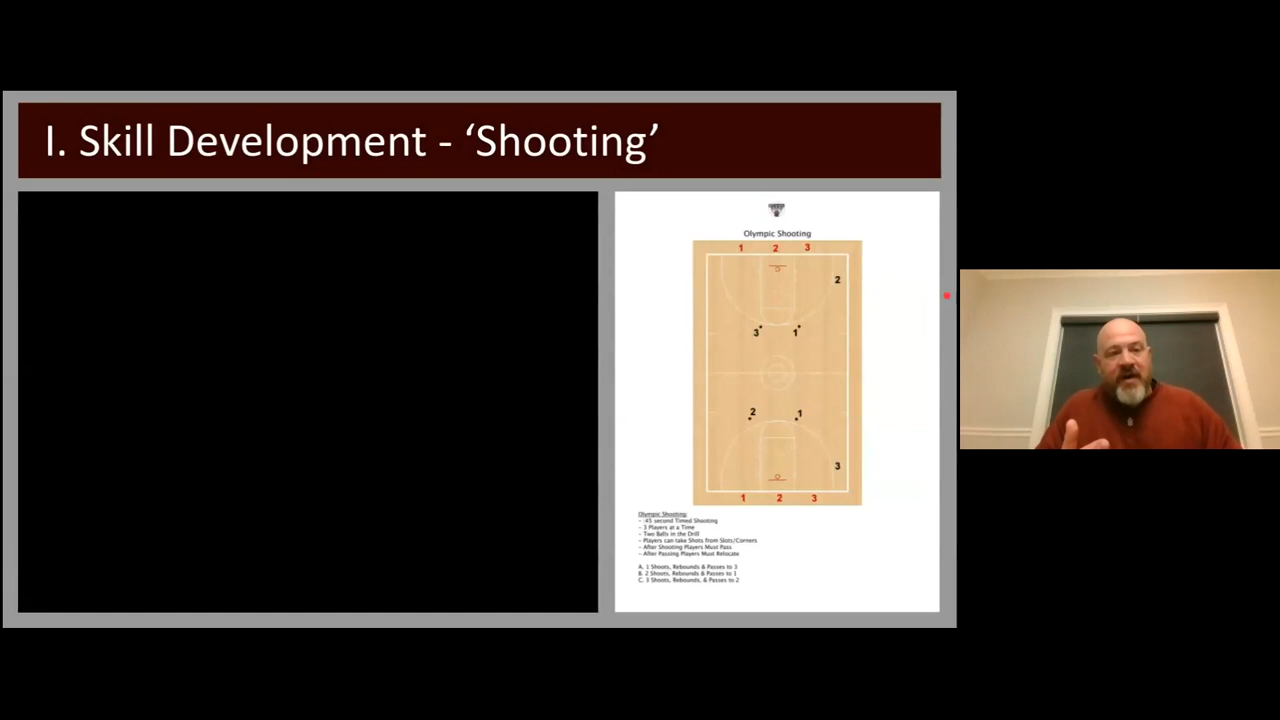 I. Skill Development - ‘Shooting’
Olympic Shooting
1 2 3
2
3 1
2 1
3
1 2 3
Olympic Shooting:
- :45 second Timed Shooting
- 3 Players at a Time
- Two Balls in the Drill
- Players can take Shots from Slots/Corners
- After Shooting Players Must Pass
- After Passing Players Must Relocate
A. 1 Shoots, Rebounds & Passes to 3
B. 2 Shoots, Rebounds & Passes to 1
C. 3 Shoots, Rebounds, & Passes to 2